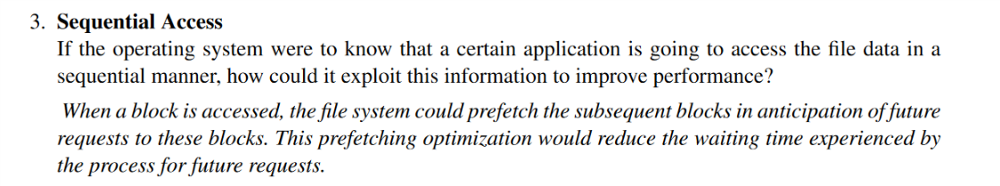 3. Sequential Access
If the operating system were to know that a certain application is going to access the file data in a
sequential manner, how could it exploit this information to improve performance?
When a block is accessed, the file system could prefetch the subsequent blocks in anticipation of future
requests to these blocks. This prefetching optimization would reduce the waiting time experienced by
the process for future requests.